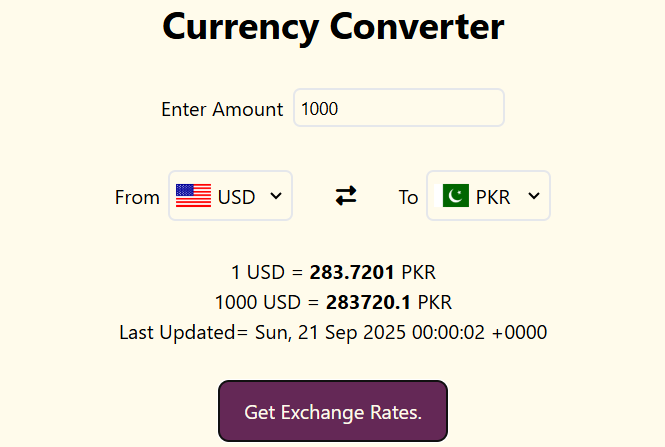 Currency Converter
Enter Amount 1000
From USD To PKR
1 USD = 283.7201 PKR
1000 USD = 283720.1 PKR
Last Updated= Sun, 21 Sep 2025 00:00:02 +0000
Get Exchange Rates.